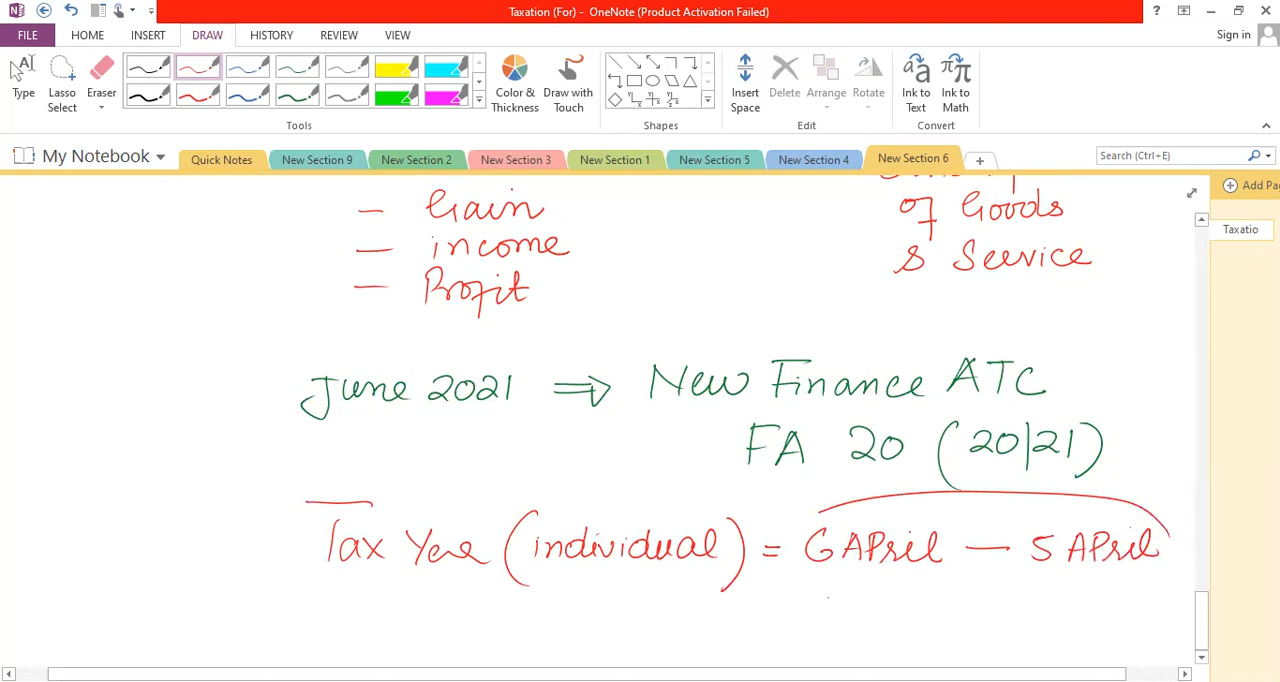 Taxation (For) - OneNote (Product Activation Failed)
?
Sign in
FILE HOME INSERT DRAW HISTORY REVIEW VIEW
Type
Lasso Select
Eraser
Color & Thickness
Draw with Touch
Insert Space
Delete
Arrange
Rotate
Ink to Text
Ink to Math
Tools Shapes Edit Convert
My Notebook
Quick Notes New Section 9 New Section 2 New Section 3 New Section 1 New Section 5 New Section 4 New Section 6 +
Search (Ctrl+E)
Add Pag
Taxatio
– Gain
of Goods
= income
& Service
= Profit
June 2021 ⇒ New Finance ATC
FA 20 (20|21)
Tax Year (individual) = 6 APril — 5 APril